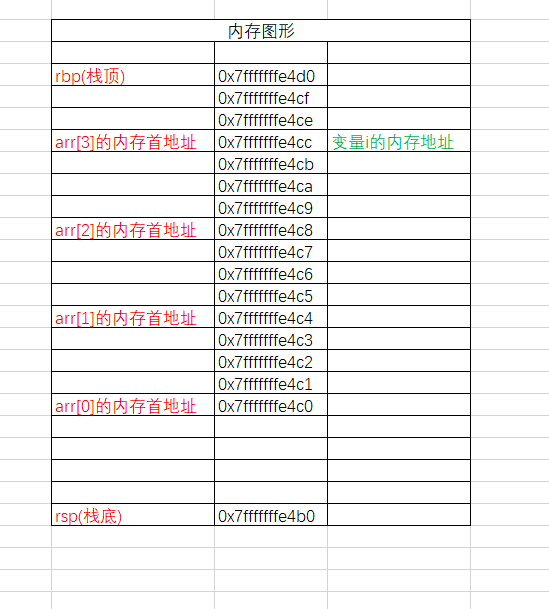 内存图形
rbp(栈顶) 0x7fffffffe4d0
0x7fffffffe4cf
0x7fffffffe4ce
arr[3]的内存首地址 0x7fffffffe4cc 变量i的内存地址
0x7fffffffe4cb
0x7fffffffe4ca
0x7fffffffe4c9
arr[2]的内存首地址 0x7fffffffe4c8
0x7fffffffe4c7
0x7fffffffe4c6
0x7fffffffe4c5
arr[1]的内存首地址 0x7fffffffe4c4
0x7fffffffe4c3
0x7fffffffe4c2
0x7fffffffe4c1
arr[0]的内存首地址 0x7fffffffe4c0
rsp(栈底) 0x7fffffffe4b0